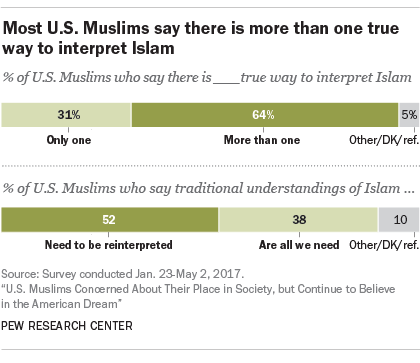 Most U.S. Muslims say there is more than one true
way to interpret Islam
% of U.S. Muslims who say there is ___true way to interpret Islam
31% 64% 5%
Only one More than one Other/DK/ref.
% of U.S. Muslims who say traditional understandings of Islam ...
52 38 10
Need to be reinterpreted Are all we need Other/DK/ref.
Source: Survey conducted Jan. 23-May 2, 2017.
“U.S. Muslims Concerned About Their Place in Society, but Continue to Believe
in the American Dream”
PEW RESEARCH CENTER